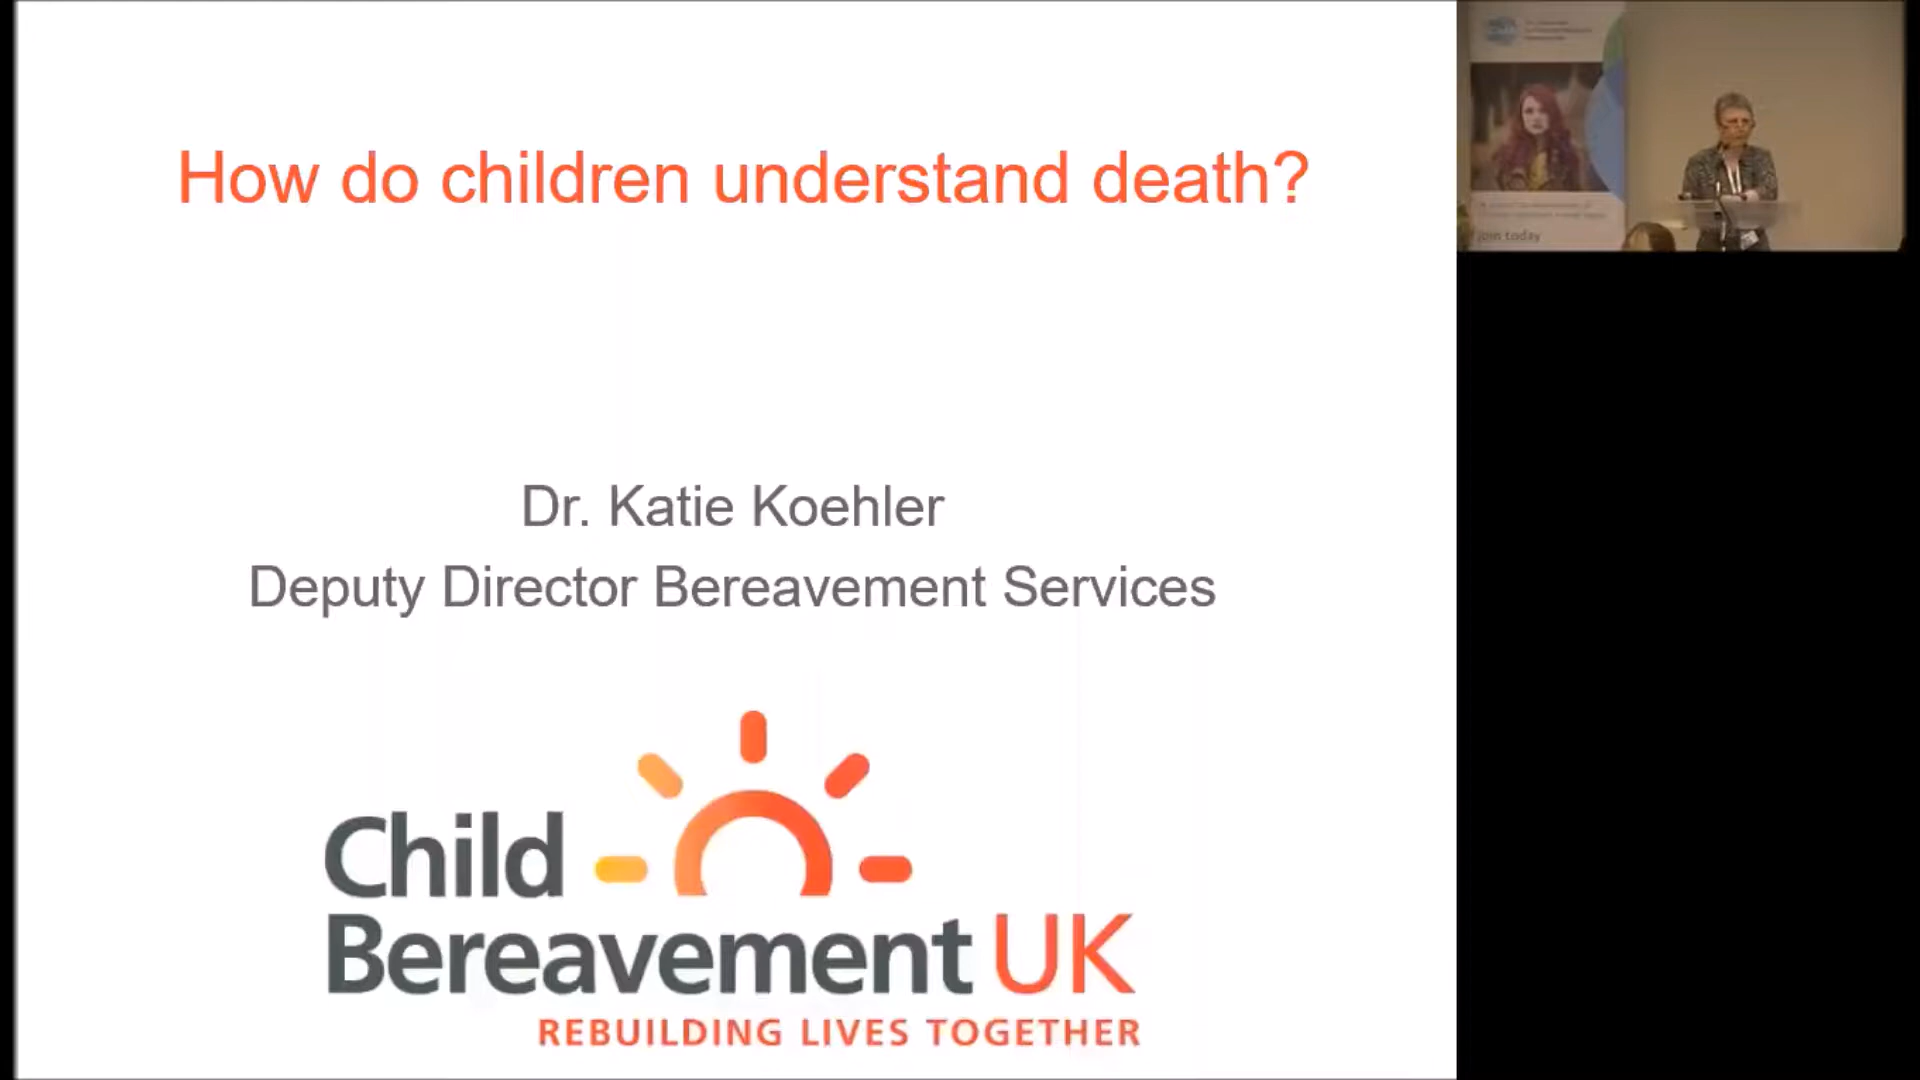 How do children understand death?
Dr. Katie Koehler
Deputy Director Bereavement Services
Child
Bereavement UK
REBUILDING LIVES TOGETHER
join today